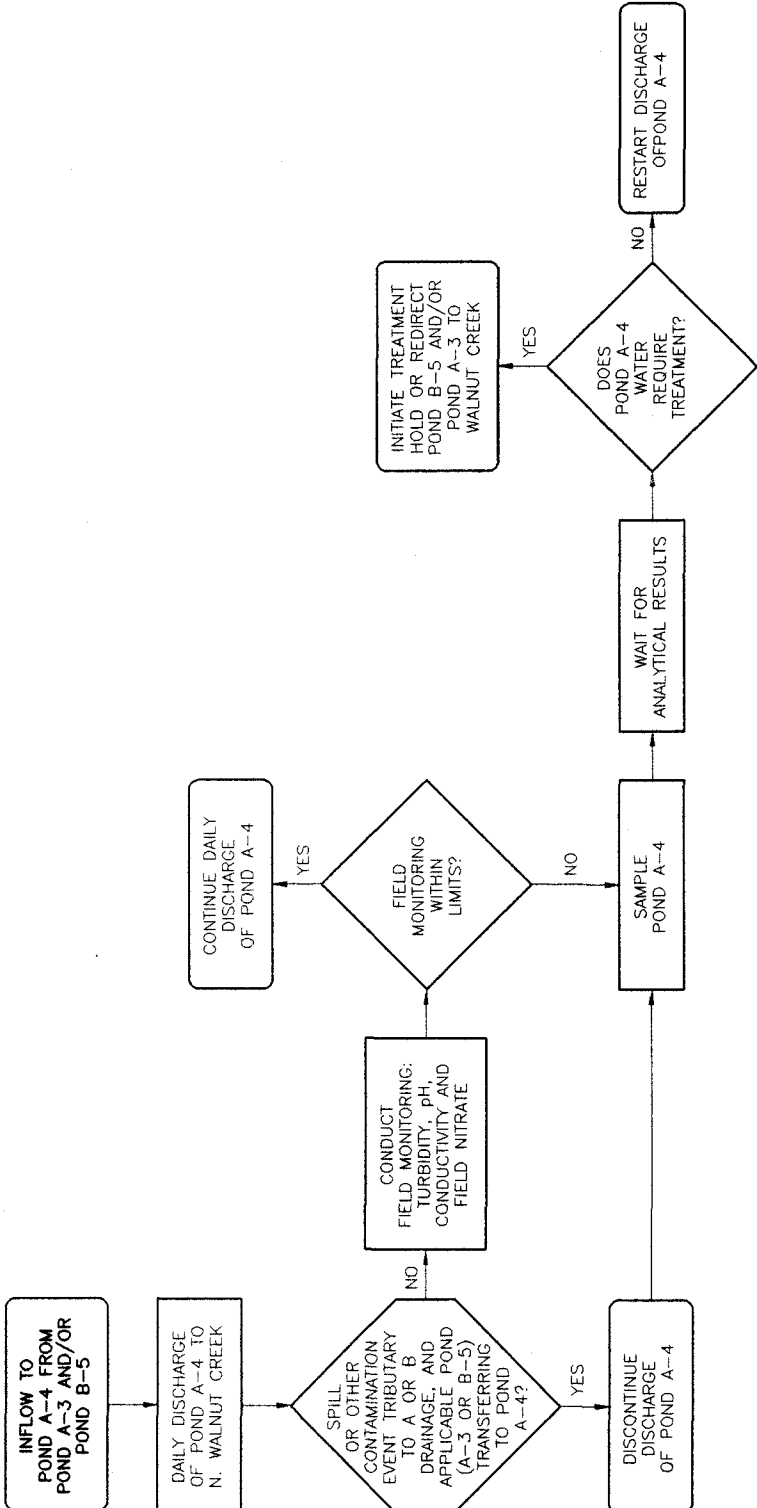 INFLOW TO
POND A-4 FROM
POND A-3 AND/OR
POND B-5
DAILY DISCHARGE
OF POND A-4 TO
N. WALNUT CREEK
SPILL
OR OTHER
CONTAMINATION
EVENT TRIBUTARY
TO A OR B
DRAINAGE, AND
APPLICABLE POND
(A-3 OR B-5)
TRANSFERRING
TO POND
A-4?
NO
YES
CONDUCT
FIELD MONITORING:
TURBIDITY, pH,
CONDUCTIVITY AND
FIELD NITRATE
DISCONTINUE
DISCHARGE
OF POND A-4
FIELD
MONITORING
WITHIN
LIMITS?
YES
CONTINUE DAILY
DISCHARGE
OF POND A-4
NO
SAMPLE
POND A-4
WAIT FOR
ANALYTICAL RESULTS
DOES
POND A-4
WATER
REQUIRE
TREATMENT?
YES
INITIATE TREATMENT
HOLD OR REDIRECT
POND B-5 AND/OR
POND A-3 TO
WALNUT CREEK
NO
RESTART DISCHARGE
OFPOND A-4